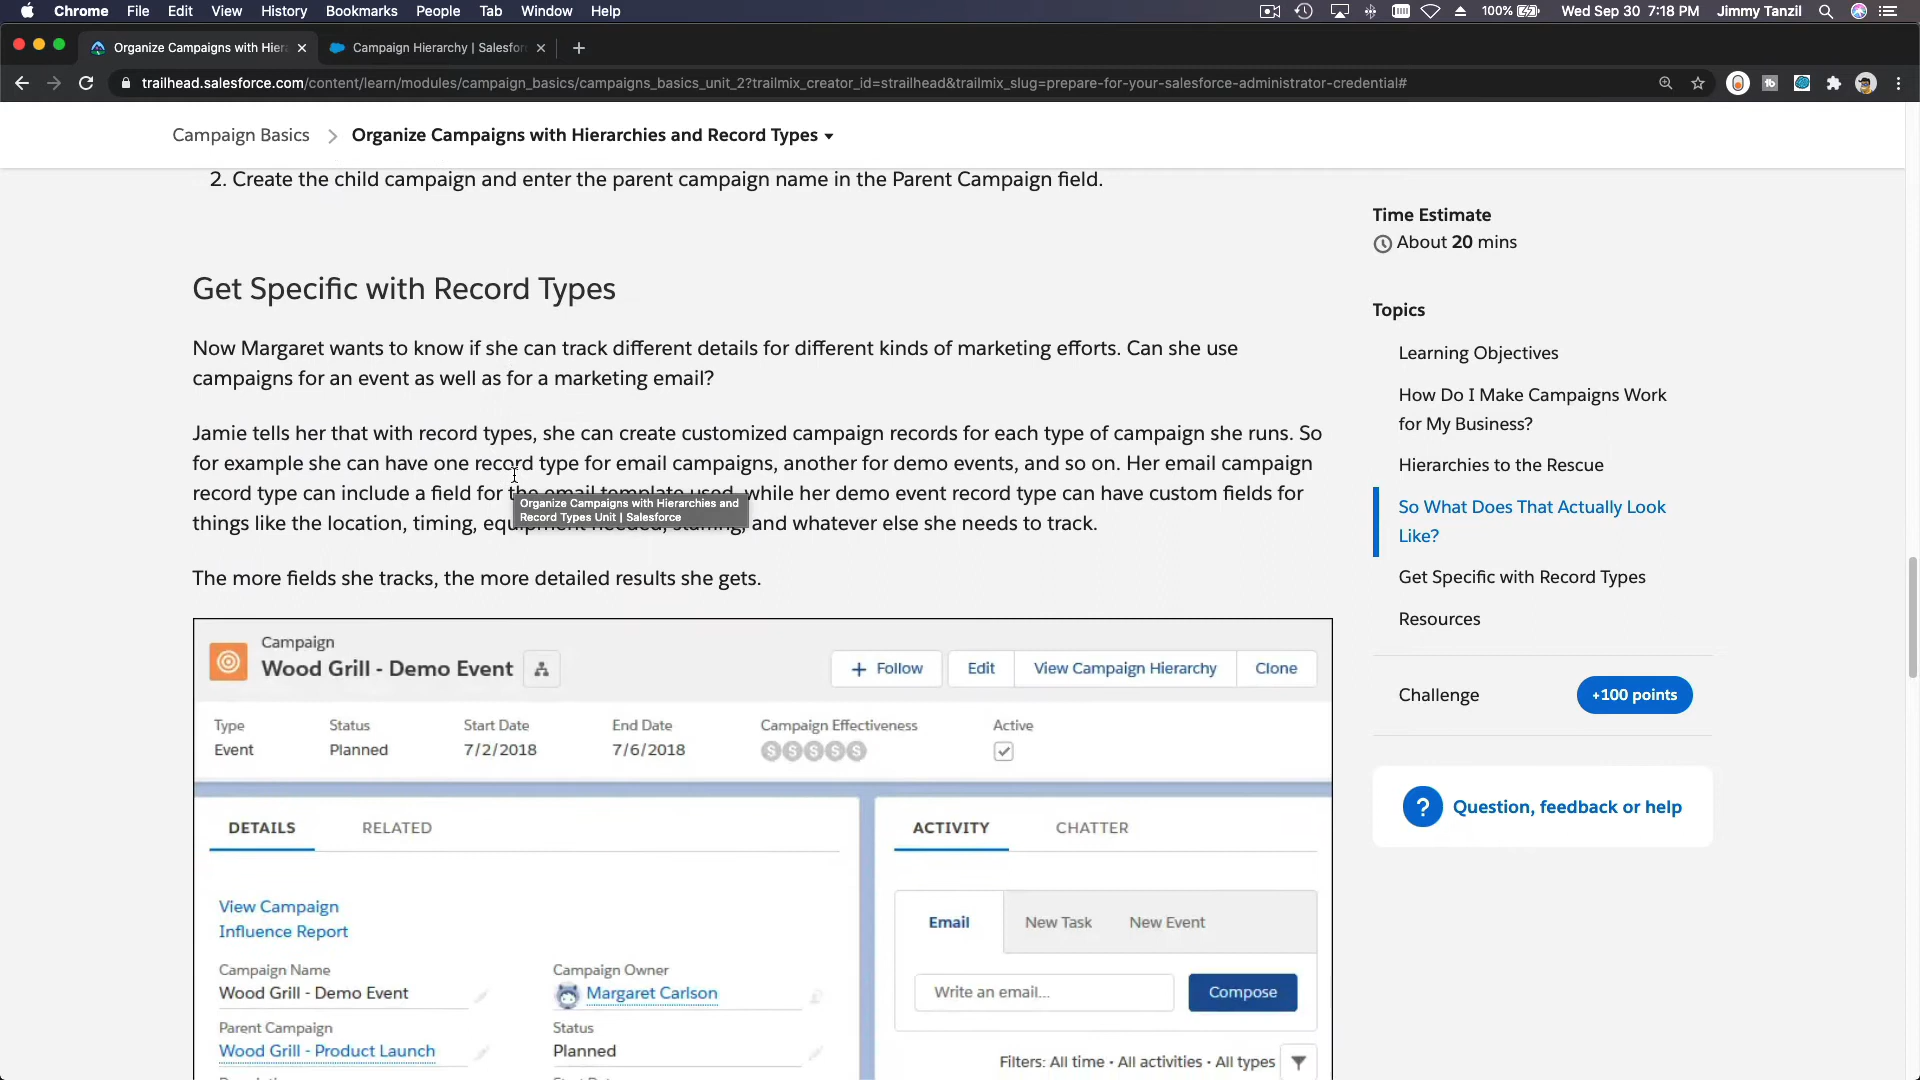 Chrome File Edit View History Bookmarks People Tab Window Help 100% Wed Sep 30 7:18 PM Jimmy Tanzil
Organize Campaigns with Hier
Campaign Hierarchy | Salesfor
trailhead.salesforce.com/content/learn/modules/campaign_basics/campaigns_basics_unit_2?trailmix_creator_id=strailhead&trailmix_slug=prepare-for-your-salesforce-administrator-credential#
Campaign Basics Organize Campaigns with Hierarchies and Record Types
2. Create the child campaign and enter the parent campaign name in the Parent Campaign field.
Get Specific with Record Types
Now Margaret wants to know if she can track different details for different kinds of marketing efforts. Can she use
campaigns for an event as well as for a marketing email?
Jamie tells her that with record types, she can create customized campaign records for each type of campaign she runs. So
for example she can have one record type for email campaigns, another for demo events, and so on. Her email campaign
record type can include a field for the email template used, while her demo event record type can have custom fields for
things like the location, timing, equipment needed, staffing, and whatever else she needs to track.
Organize Campaigns with Hierarchies and
Record Types Unit | Salesforce
The more fields she tracks, the more detailed results she gets.
Campaign
Wood Grill - Demo Event
+ Follow Edit View Campaign Hierarchy Clone
Type Status Start Date End Date Campaign Effectiveness Active
Event Planned 7/2/2018 7/6/2018 S S S S S
DETAILS RELATED
View Campaign
Influence Report
Campaign Name Campaign Owner
Wood Grill - Demo Event Margaret Carlson
Parent Campaign Status
Wood Grill - Product Launch Planned
ACTIVITY CHATTER
Email New Task New Event
Write an email... Compose
Filters: All time • All activities • All types
Time Estimate
About 20 mins
Topics
Learning Objectives
How Do I Make Campaigns Work
for My Business?
Hierarchies to the Rescue
So What Does That Actually Look
Like?
Get Specific with Record Types
Resources
Challenge +100 points
? Question, feedback or help